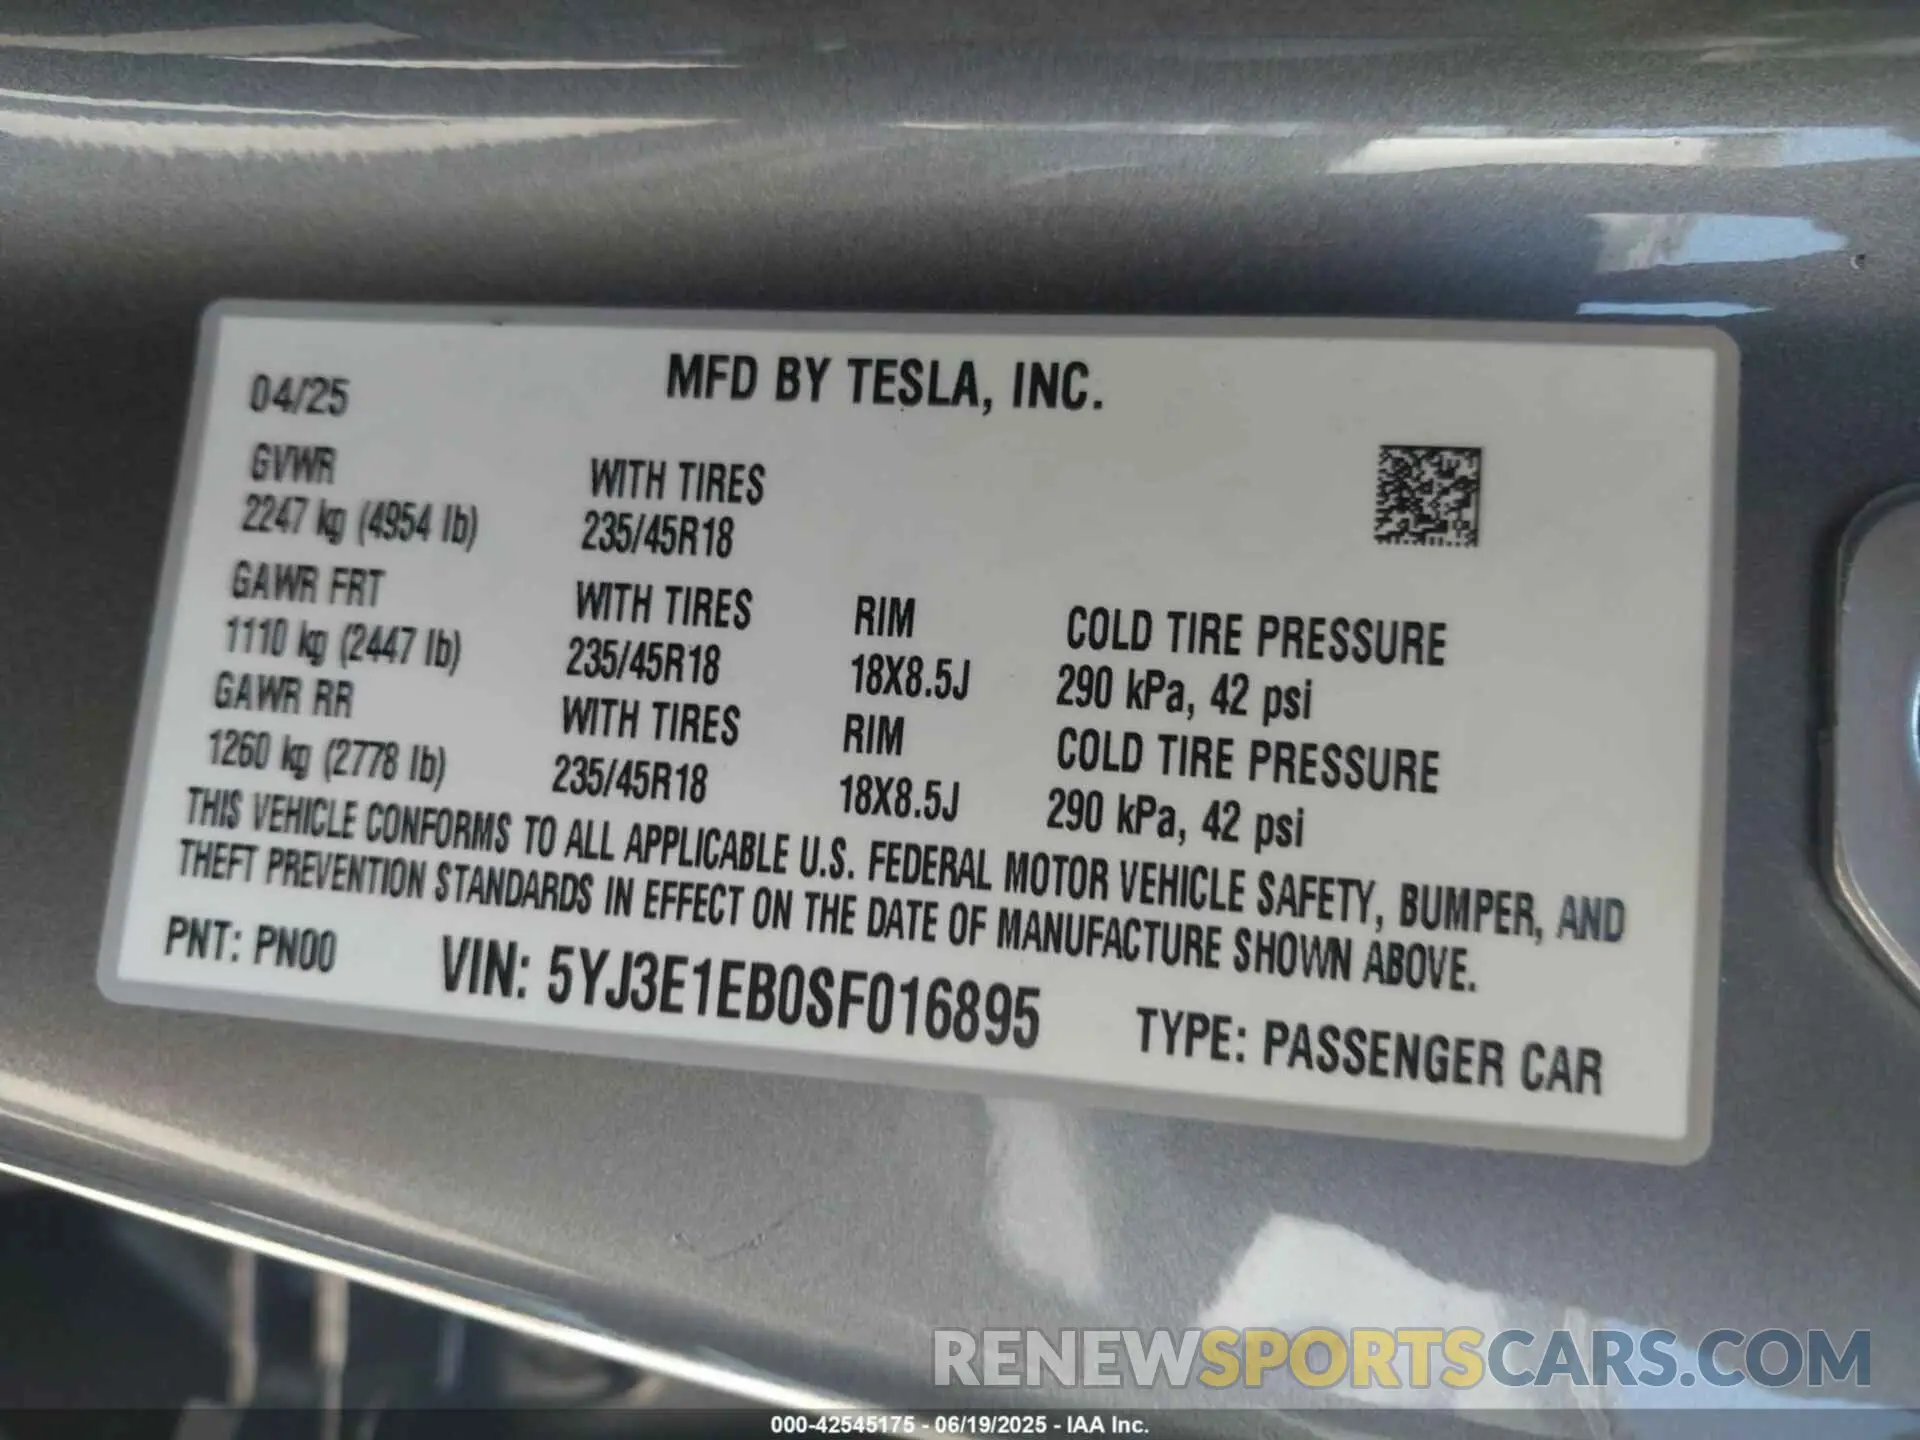 04/25 MFD BY TESLA, INC.
GVWR WITH TIRES
2247 kg (4954 lb) 235/45R18
GAWR FRT WITH TIRES RIM COLD TIRE PRESSURE
1110 kg (2447 lb) 235/45R18 18X8.5J 290 kPa, 42 psi
GAWR RR WITH TIRES RIM COLD TIRE PRESSURE
1260 kg (2778 lb) 235/45R18 18X8.5J 290 kPa, 42 psi
THIS VEHICLE CONFORMS TO ALL APPLICABLE U.S. FEDERAL MOTOR VEHICLE SAFETY, BUMPER, AND
THEFT PREVENTION STANDARDS IN EFFECT ON THE DATE OF MANUFACTURE SHOWN ABOVE.
PNT: PN00 VIN: 5YJ3E1EB0SF016895 TYPE: PASSENGER CAR
RENEWSPORTSCARS.COM
000-42545175 - 06/19/2025 - IAA Inc.